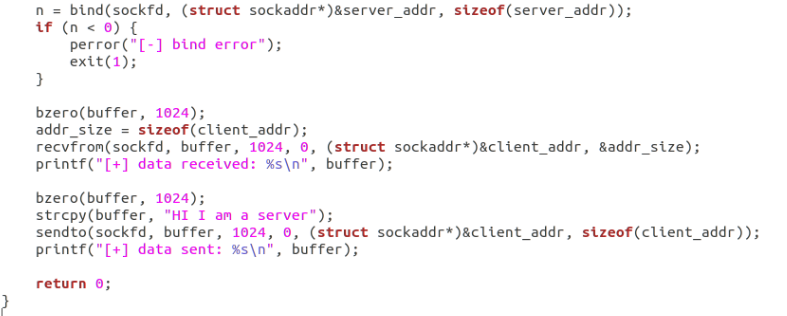 n = bind(sockfd, (struct sockaddr*)&server_addr, sizeof(server_addr));
if (n < 0) {
perror("[-] bind error");
exit(1);
}
bzero(buffer, 1024);
addr_size = sizeof(client_addr);
recvfrom(sockfd, buffer, 1024, 0, (struct sockaddr*)&client_addr, &addr_size);
printf("[+] data received: %s\n", buffer);
bzero(buffer, 1024);
strcpy(buffer, "HI I am a server");
sendto(sockfd, buffer, 1024, 0, (struct sockaddr*)&client_addr, sizeof(client_addr));
printf("[+] data sent: %s\n", buffer);
return 0;
}